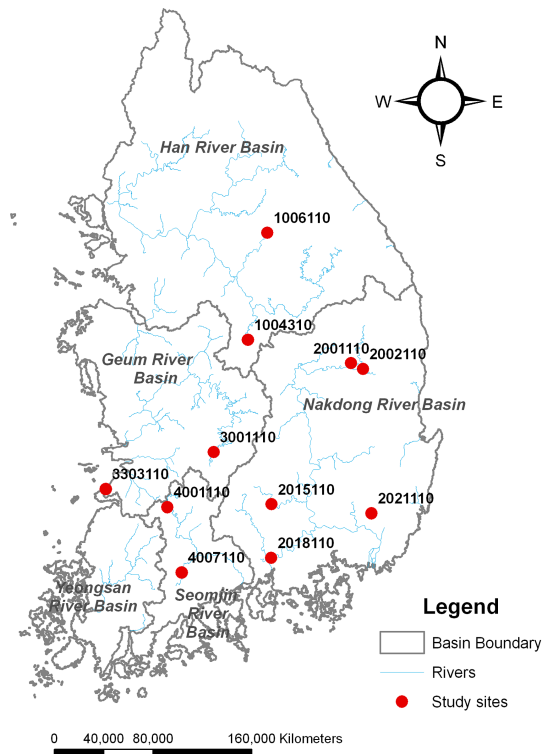 N
W
E
S
Han River Basin
1006110
1004310
Geum River
Basin
2001110
2002110
Nakdong River Basin
3001110
3303110
4001110
2015110
2021110
2018110
4007110
Yeongsan
River Basin
Seomjin
River
Basin
Legend
Basin Boundary
Rivers
Study sites
0 40,000 80,000 160,000 Kilometers